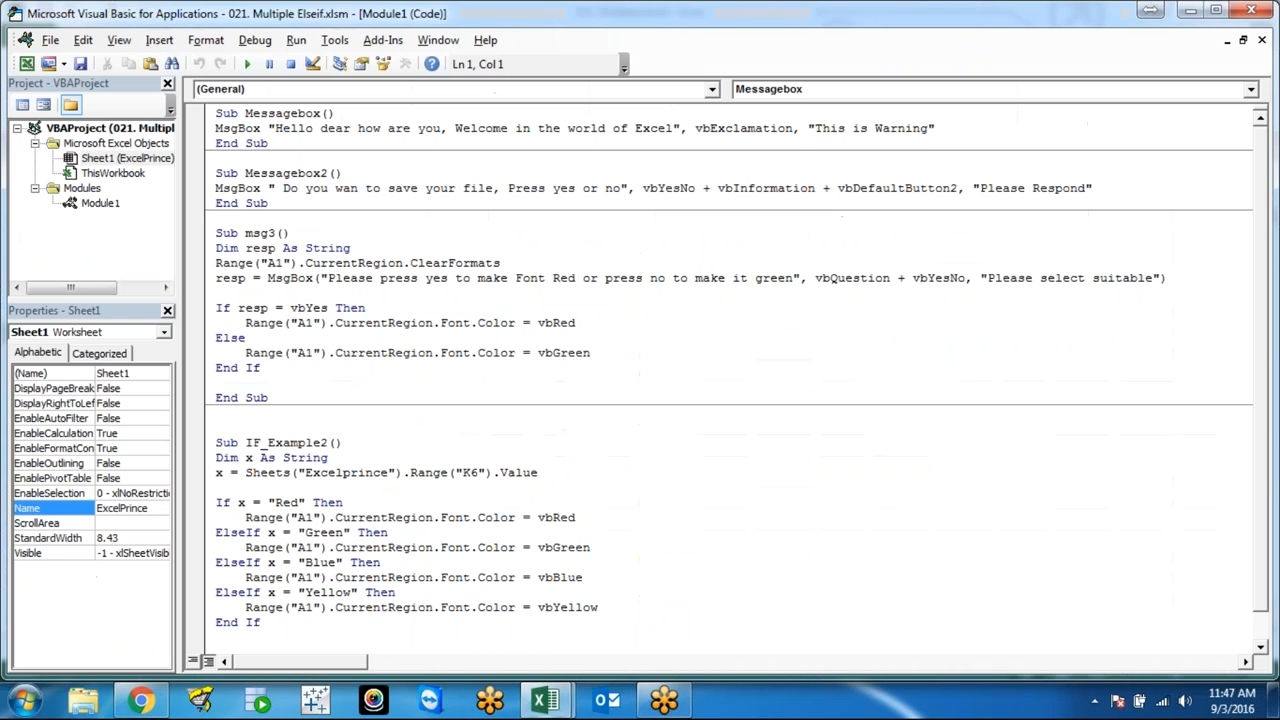 Microsoft Visual Basic for Applications - 021. Multiple Elseif.xlsm - [Module1 (Code)]
File Edit View Insert Format Debug Run Tools Add-Ins Window Help
Ln 1, Col 1
Project - VBAProject
(General)
Messagebox
VBAProject (021. Multipl
Microsoft Excel Objects
Sheet1 (ExcelPrince)
ThisWorkbook
Modules
Module1
Properties - Sheet1
Sheet1 Worksheet
Alphabetic Categorized
(Name) Sheet1
DisplayPageBreak False
DisplayRightToLef False
EnableAutoFilter False
EnableCalculation True
EnableFormatCon True
EnableOutlining False
EnablePivotTable False
EnableSelection 0 - xlNoRestricti
Name ExcelPrince
ScrollArea
StandardWidth 8.43
Visible -1 - xlSheetVisib
Sub Messagebox()
MsgBox "Hello dear how are you, Welcome in the world of Excel", vbExclamation, "This is Warning"
End Sub
Sub Messagebox2()
MsgBox " Do you wan to save your file, Press yes or no", vbYesNo + vbInformation + vbDefaultButton2, "Please Respond"
End Sub
Sub msg3()
Dim resp As String
Range("A1").CurrentRegion.ClearFormats
resp = MsgBox("Please press yes to make Font Red or press no to make it green", vbQuestion + vbYesNo, "Please select suitable")
If resp = vbYes Then
Range("A1").CurrentRegion.Font.Color = vbRed
Else
Range("A1").CurrentRegion.Font.Color = vbGreen
End If
End Sub
Sub IF_Example2()
Dim x As String
x = Sheets("Excelprince").Range("K6").Value
If x = "Red" Then
Range("A1").CurrentRegion.Font.Color = vbRed
ElseIf x = "Green" Then
Range("A1").CurrentRegion.Font.Color = vbGreen
ElseIf x = "Blue" Then
Range("A1").CurrentRegion.Font.Color = vbBlue
ElseIf x = "Yellow" Then
Range("A1").CurrentRegion.Font.Color = vbYellow
End If
11:47 AM
9/3/2016